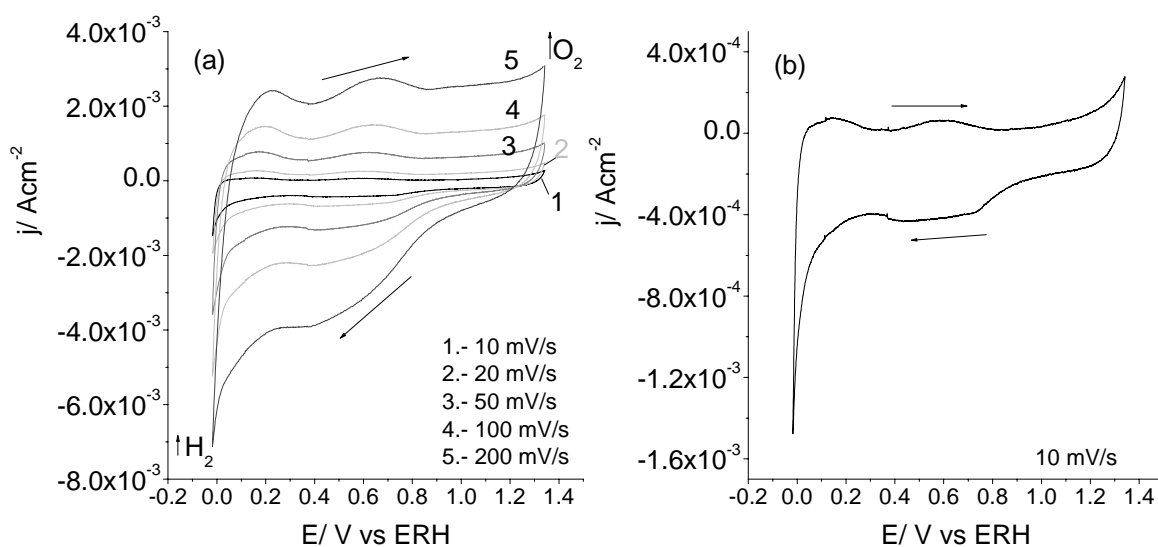 (a)
5
↑O₂
4
3
2
1
4.0x10⁻³
2.0x10⁻³
0.0
-2.0x10⁻³
-4.0x10⁻³
-6.0x10⁻³
-8.0x10⁻³
j/ Acm⁻²
↑H₂
1.- 10 mV/s
2.- 20 mV/s
3.- 50 mV/s
4.- 100 mV/s
5.- 200 mV/s
-0.2 0.0 0.2 0.4 0.6 0.8 1.0 1.2 1.4
E/ V vs ERH
(b)
4.0x10⁻⁴
0.0
-4.0x10⁻⁴
-8.0x10⁻⁴
-1.2x10⁻³
-1.6x10⁻³
j/ Acm⁻²
10 mV/s
-0.2 0.0 0.2 0.4 0.6 0.8 1.0 1.2 1.4
E/ V vs ERH